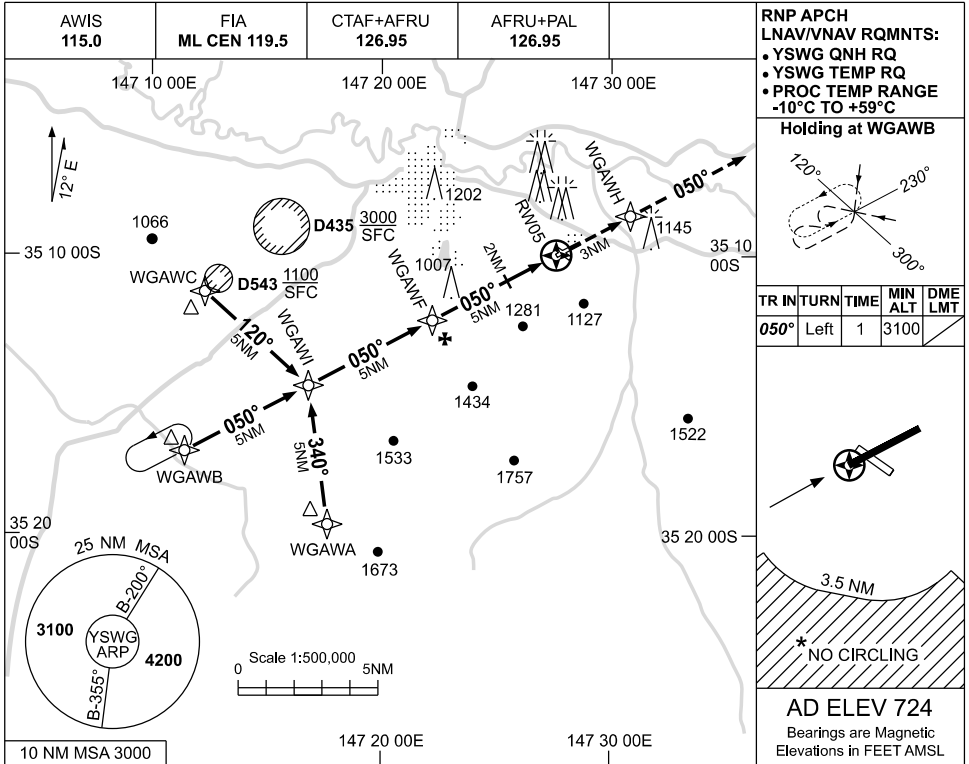 AWIS
115.0
FIA
ML CEN 119.5
CTAF+AFRU
126.95
AFRU+PAL
126.95
RNP APCH
LNAV/VNAV RQMNTS:
• YSWG QNH RQ
• YSWG TEMP RQ
• PROC TEMP RANGE
-10°C TO +59°C
147 10 00E
147 20 00E
147 30 00E
12° E
1066
D435 3000
SFC
1202
WGAWH
050°
1145
RW05
3NM
35 10 00S
35 10
00S
WGAWC
D543 1100
SFC
1007
2NM
WGAWF
050°
5NM
1281
1127
120°
5NM
WGAWI
050°
5NM
1434
050°
5NM
340°
5NM
1533
1522
1757
WGAWB
WGAWA
1673
35 20
00S
35 20 00S
25 NM MSA
B-200°
3100
YSWG
ARP
4200
B-355°
Scale 1:500,000
0
5NM
10 NM MSA 3000
147 20 00E
147 30 00E
Holding at WGAWB
120°
230°
300°
TR IN TURN TIME MIN ALT DME LMT
050° Left 1 3100
3.5 NM
* NO CIRCLING
AD ELEV 724
Bearings are Magnetic
Elevations in FEET AMSL